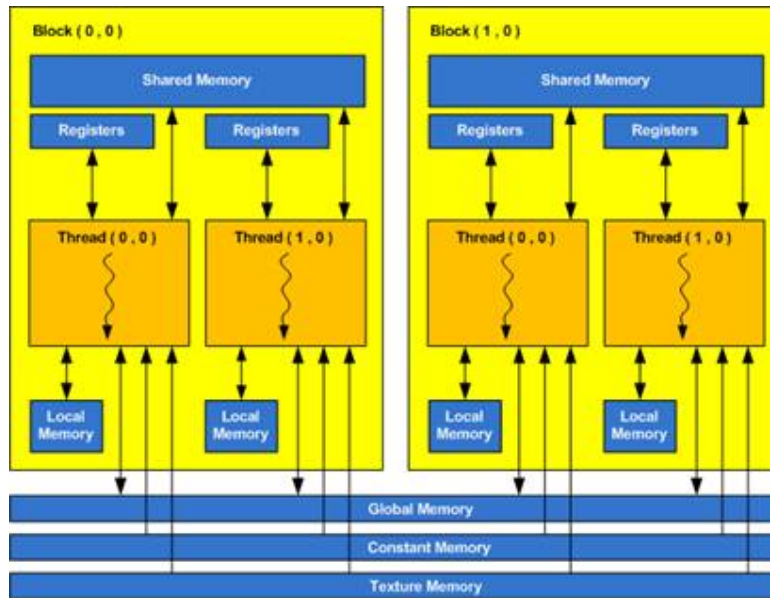 Block ( 0 , 0 )
Shared Memory
Registers
Registers
Thread ( 0 , 0 )
Thread ( 1 , 0 )
Local
Memory
Local
Memory
Block ( 1 , 0 )
Shared Memory
Registers
Registers
Thread ( 0 , 0 )
Thread ( 1 , 0 )
Local
Memory
Local
Memory
Global Memory
Constant Memory
Texture Memory